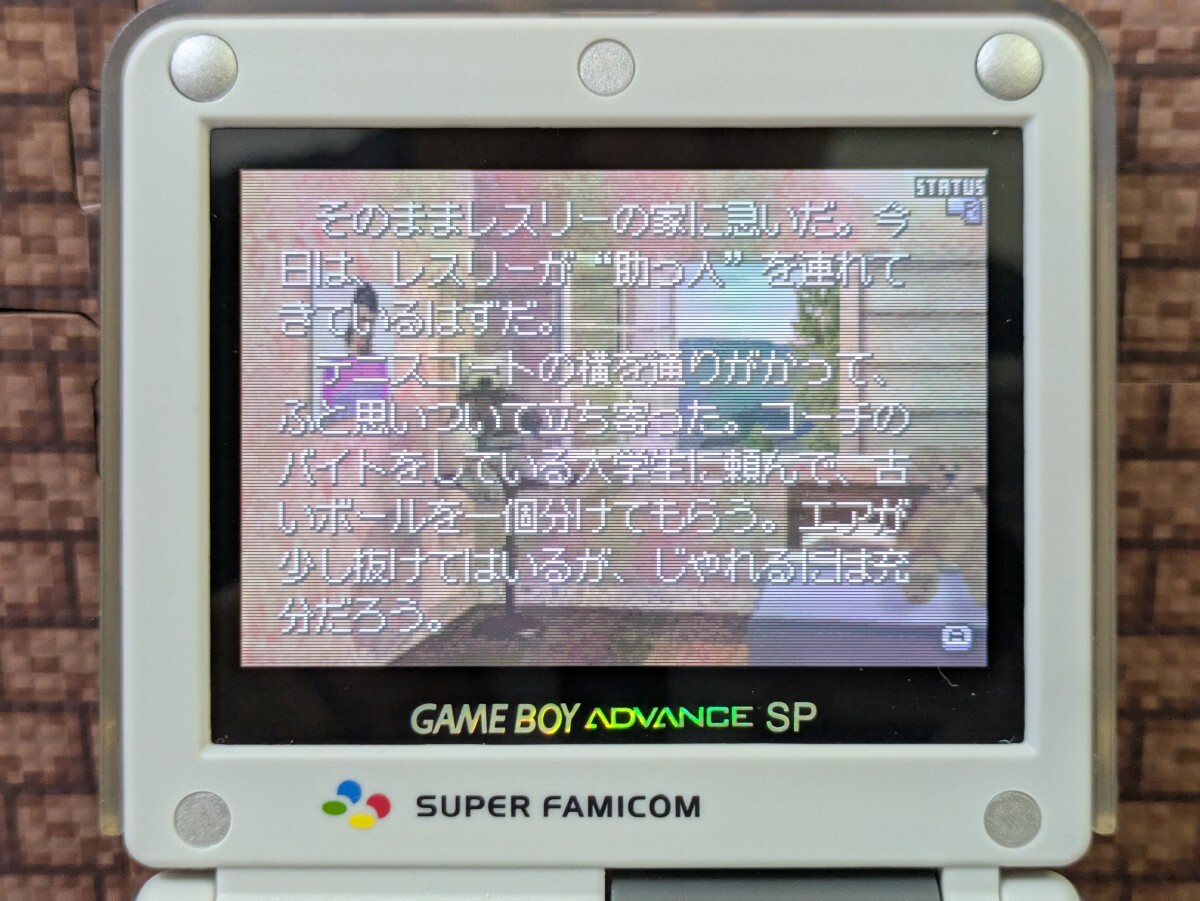 STATUS
そのままレスリーの家に急いだ。今
日は、レスリーが“助っ人”を連れて
きているはずだ。
テニスコートの横を通りがかって、
ふと思いついて立ち寄った。コーチの
バイトをしている大学生に頼んで、古
いボールを一個分けてもらう。エアが
少し抜けてはいるが、じゃれるには充
分だろう。
GAME BOY ADVANCE SP
SUPER FAMICOM